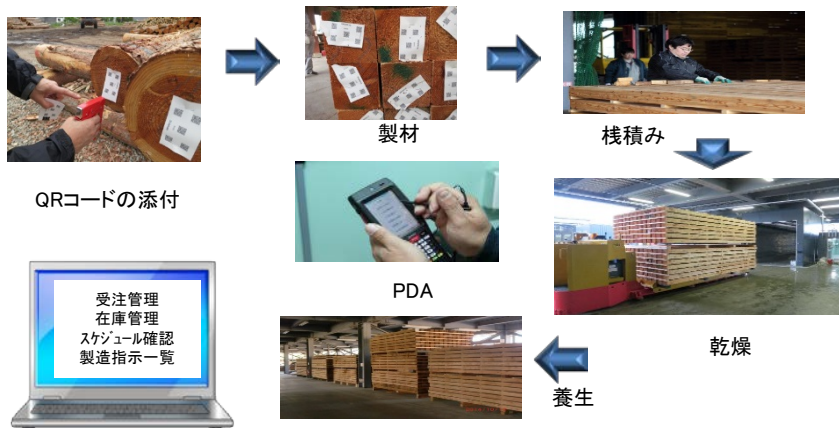 製材
桟積み
QRコードの添付
PDA
受注管理
在庫管理
スケジュール確認
製造指示一覧
乾燥
養生